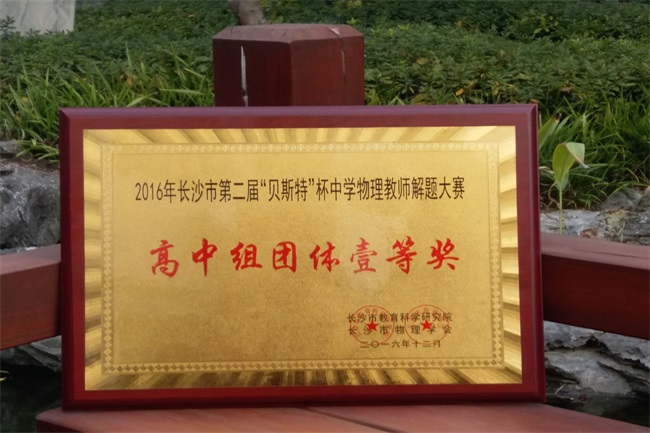 2016年长沙市第二届“贝斯特”杯中学物理教师解题大赛
高中组团体壹等奖
长沙市教育科学研究院
长沙市物理学会
二〇一六年十二月